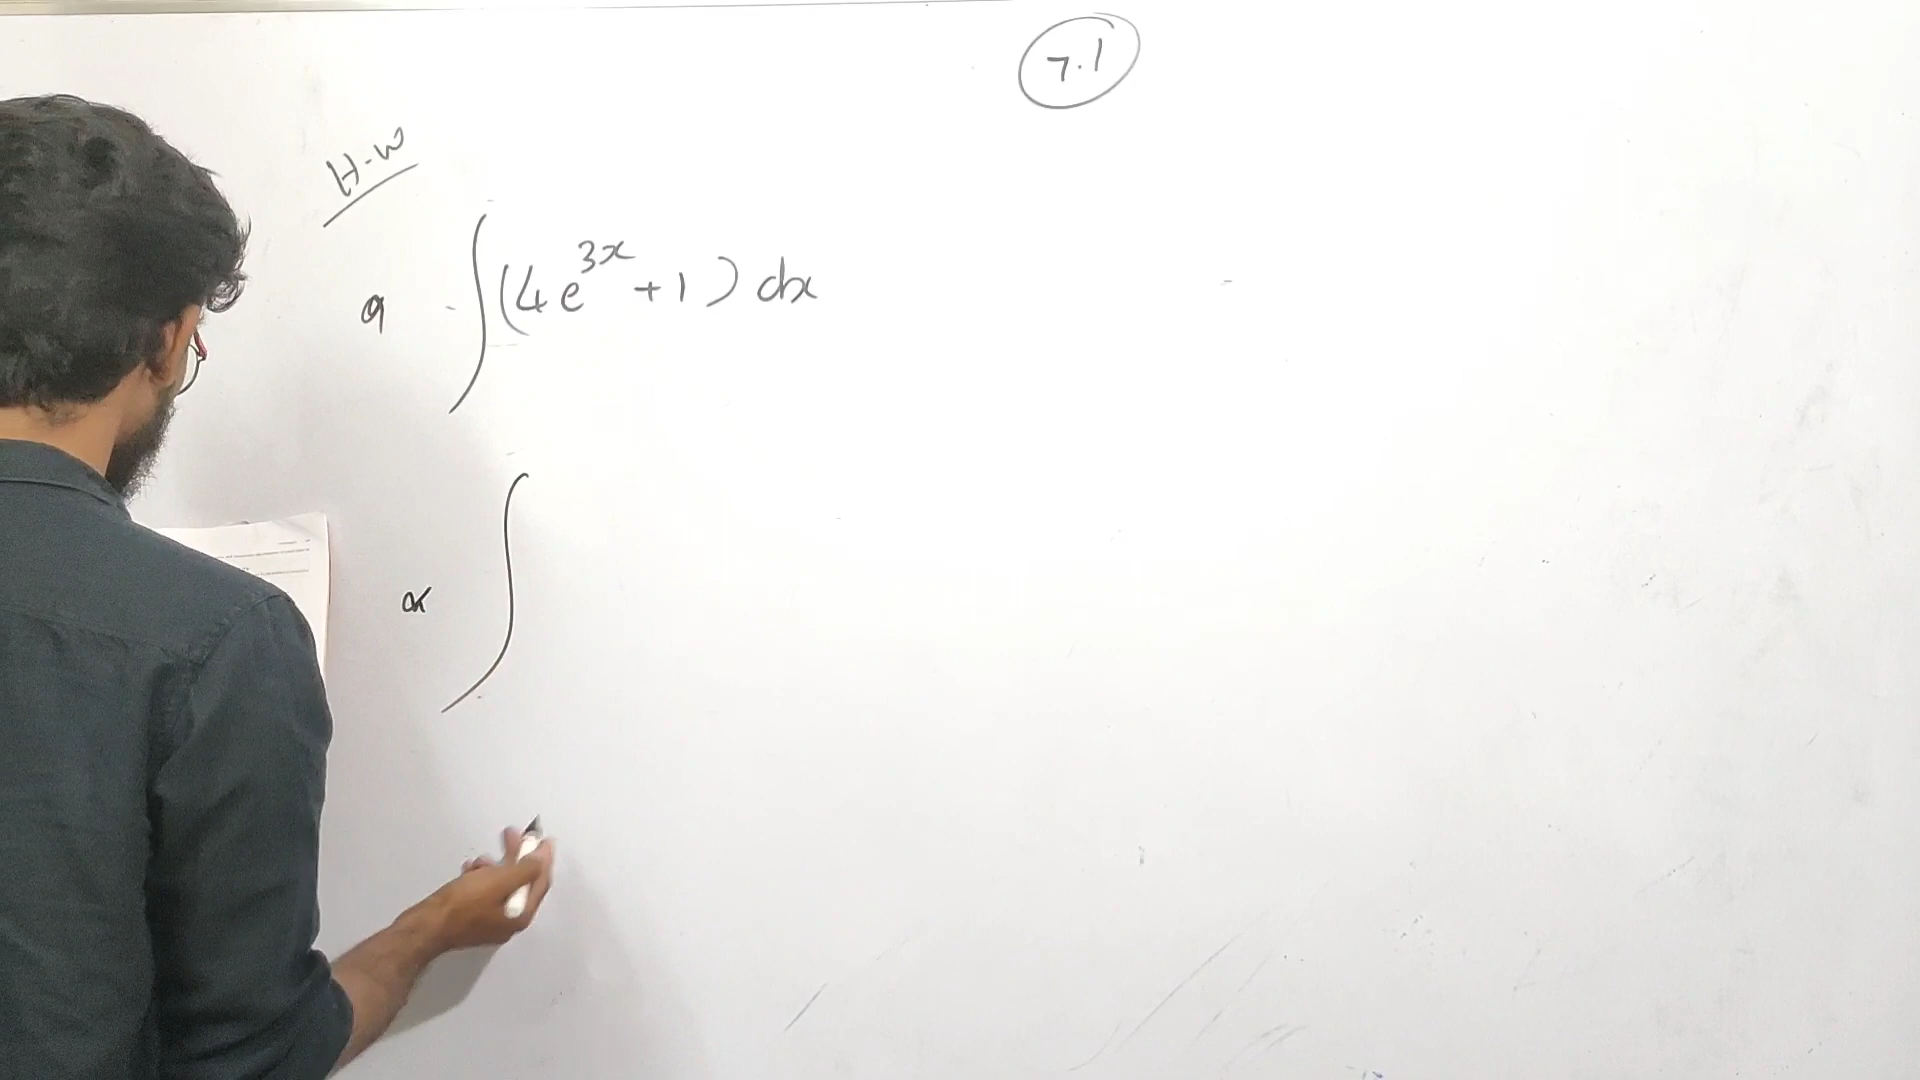 7.1
H-W
q ∫(4e^{3x}+1) dx
∫